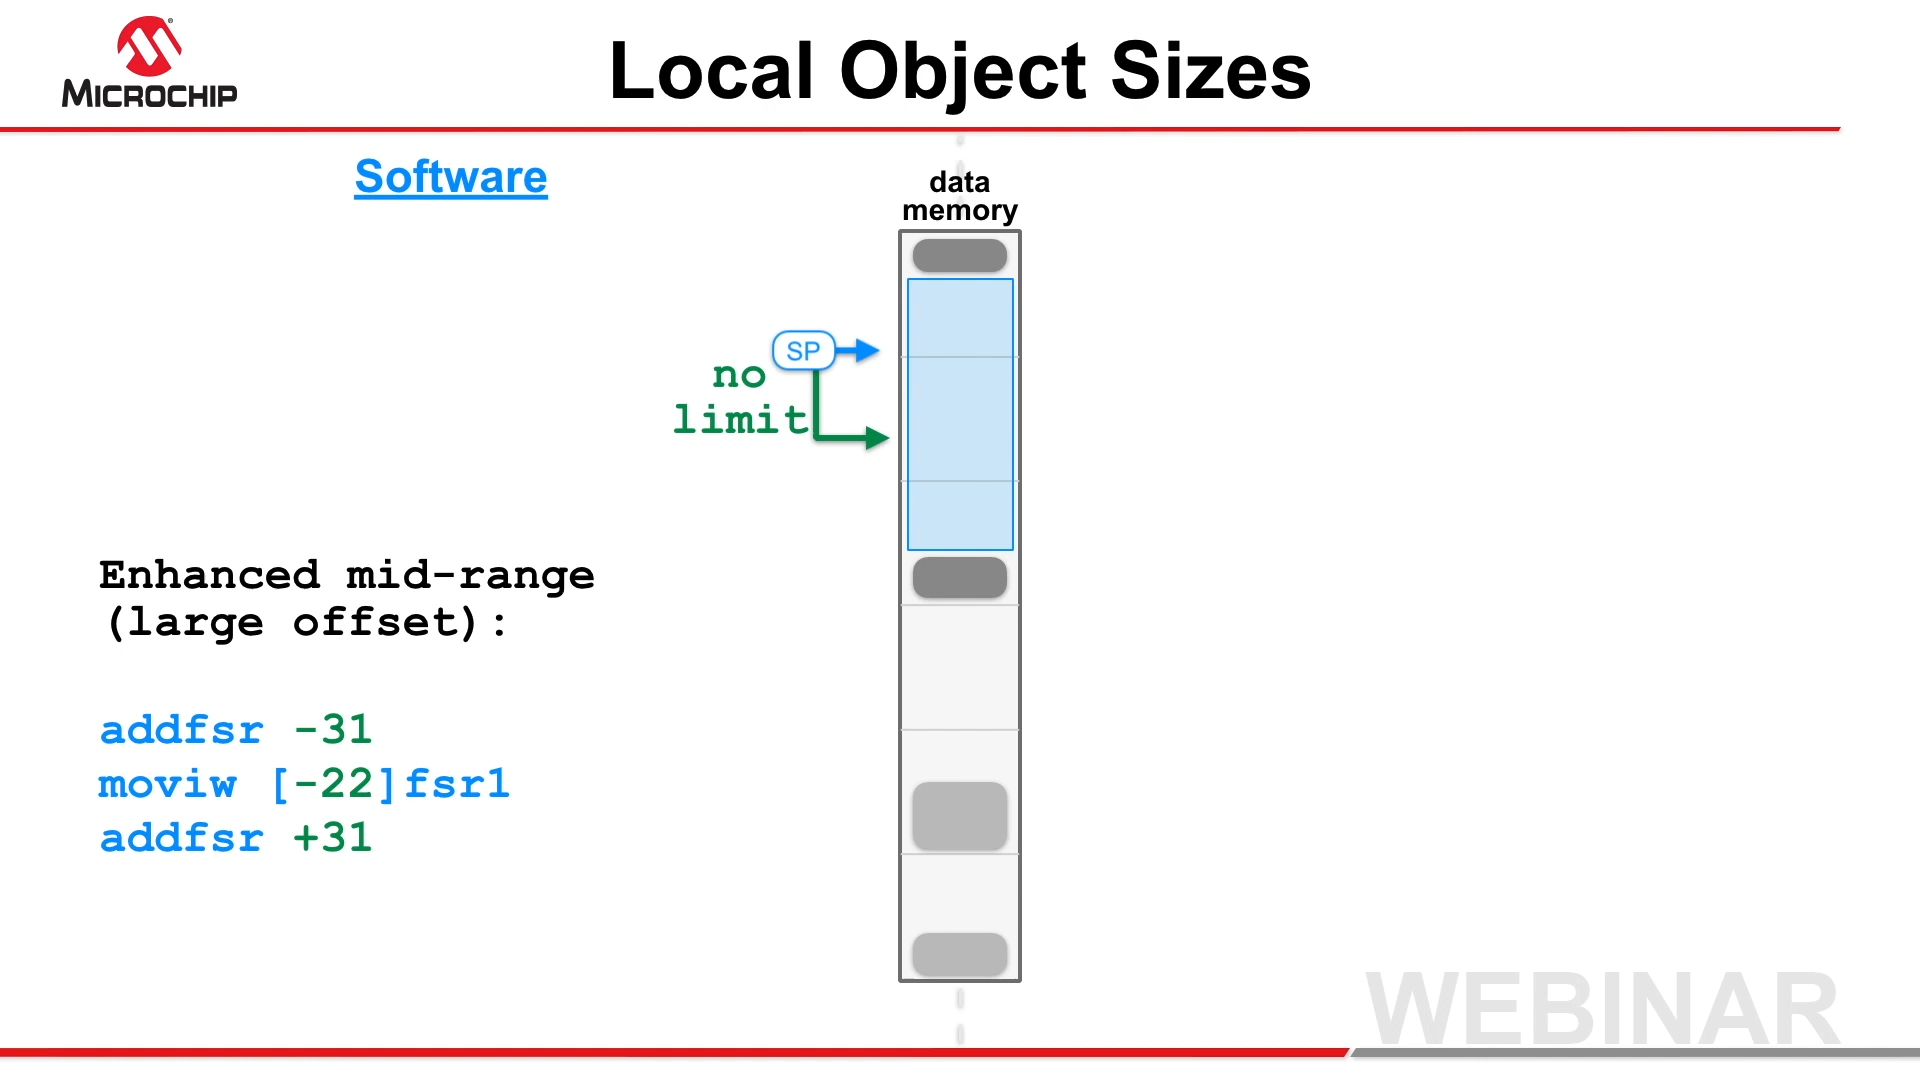 MICROCHIP
Local Object Sizes
Software
data
memory
SP
no
limit
Enhanced mid-range
(large offset):
addfsr -31
moviw [-22]fsr1
addfsr +31
WEBINAR